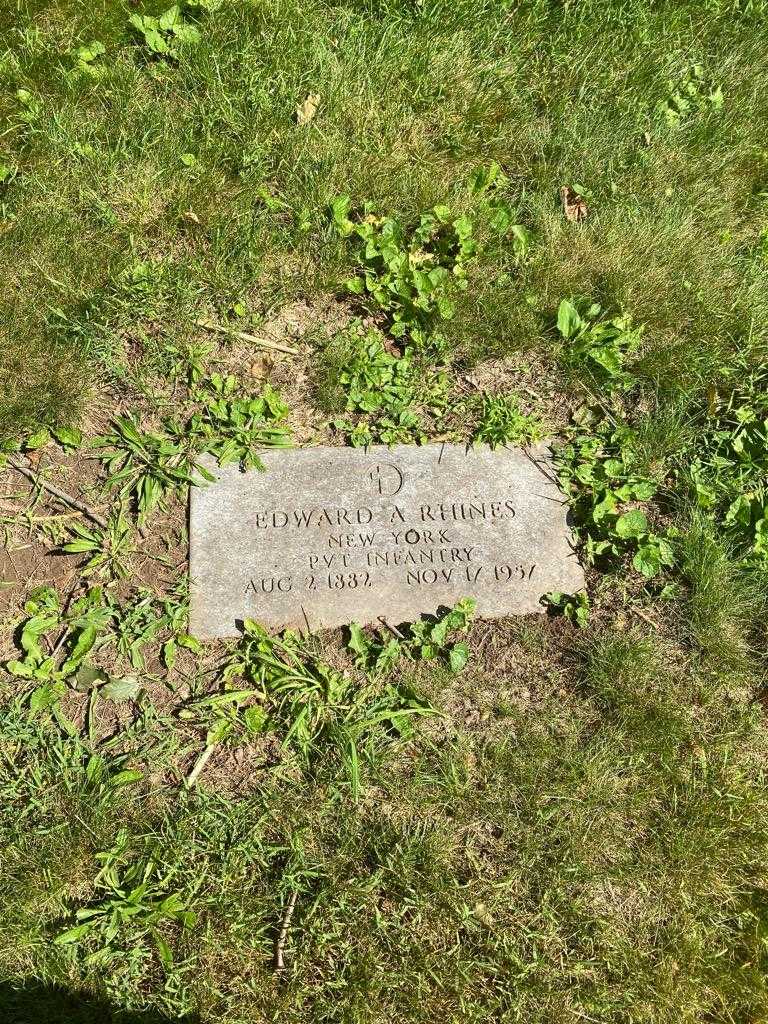 EDWARD A RHINES
NEW YORK
PVT INFANTRY
AUG 2 1882 NOV 17 1957